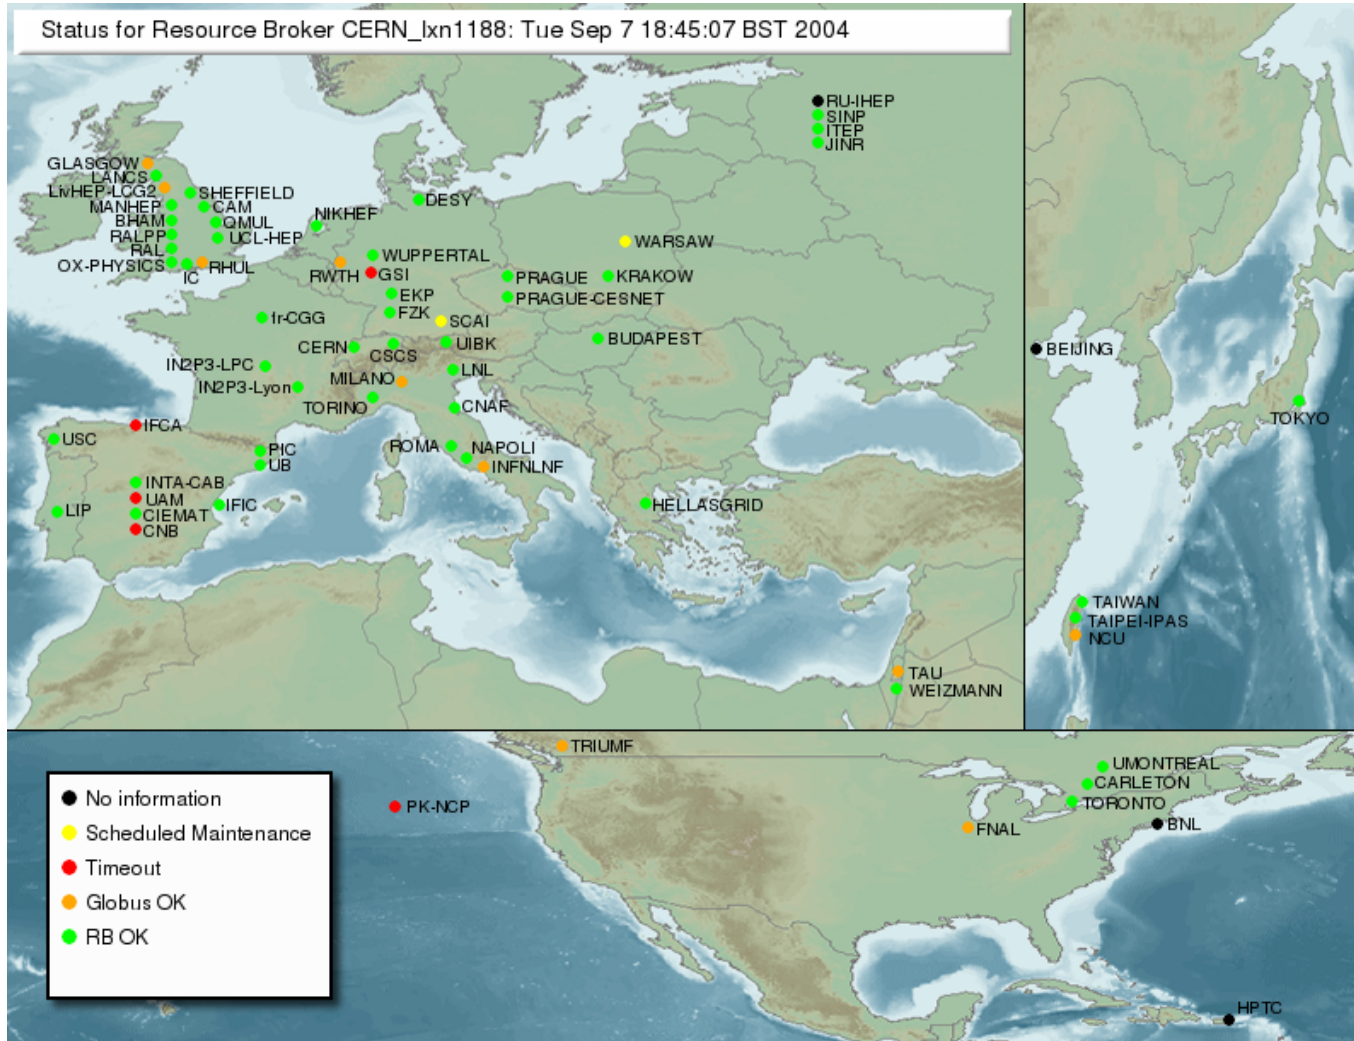 Status for Resource Broker CERN_lxn1188: Tue Sep 7 18:45:07 BST 2004
RU-IHEP
SINP
ITEP
JINR
GLASGOW
LANCS
LivHEP-LCG2
MANHEP
BHAM
RALPP
RAL
OX-PHYSICS
IC
RHUL
SHEFFIELD
CAM
QMUL
UCL-HEP
NIKHEF
DESY
WUPPERTAL
RWTH
GSI
EKP
FZK
WARSAW
PRAGUE
KRAKOW
PRAGUE-CESNET
SCAI
fr-CGG
CERN
CSCS
UIBK
BUDAPEST
IN2P3-LPC
IN2P3-Lyon
MILANO
LNL
TORINO
CNAF
IFCA
USC
PIC
UB
ROMA
NAPOLI
INFNLNF
INTA-CAB
UAM
CIEMAT
CNB
IFIC
LIP
HELLASGRID
TAU
WEIZMANN
BEIJING
TOKYO
TAIWAN
TAIPEI-IPAS
NCU
TRIUMF
PK-NCP
UMONTREAL
CARLETON
TORONTO
BNL
FNAL
HPTC
No information
Scheduled Maintenance
Timeout
Globus OK
RB OK